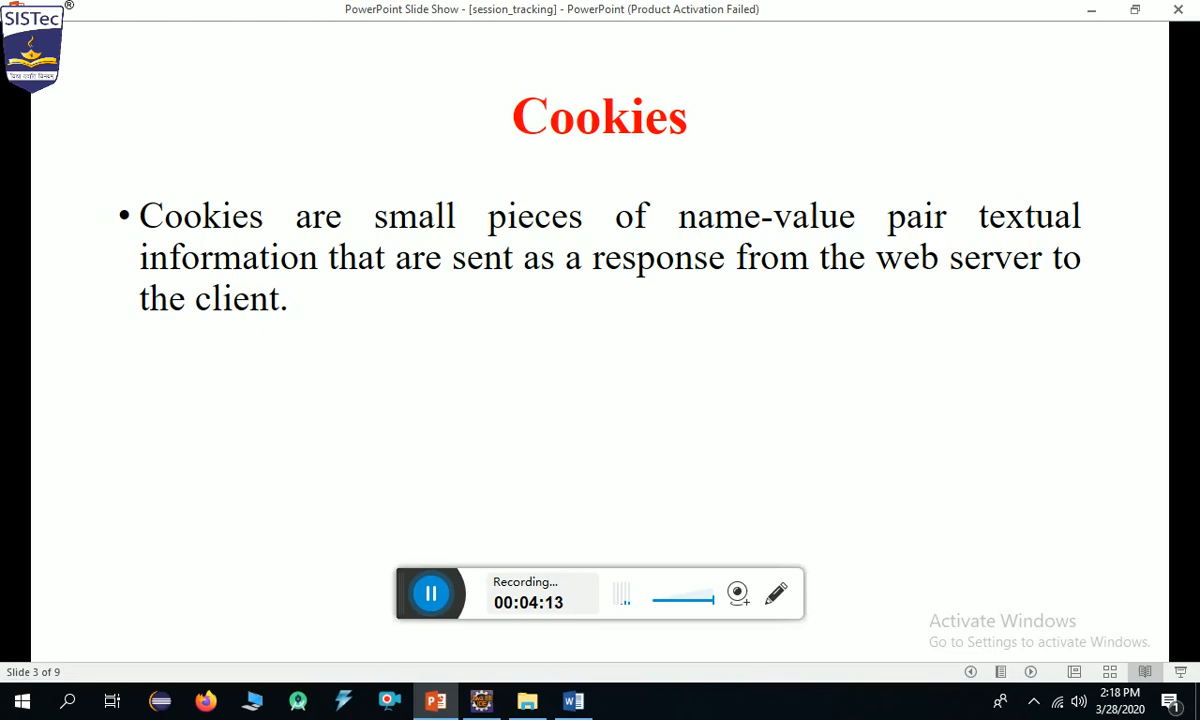 PowerPoint Slide Show - [session_tracking] - PowerPoint (Product Activation Failed)
SISTec
®
Cookies
• Cookies are small pieces of name-value pair textual
information that are sent as a response from the web server to
the client.
Recording...
00:04:13
Activate Windows
Go to Settings to activate Windows.
Slide 3 of 9
2:18 PM
3/28/2020
1